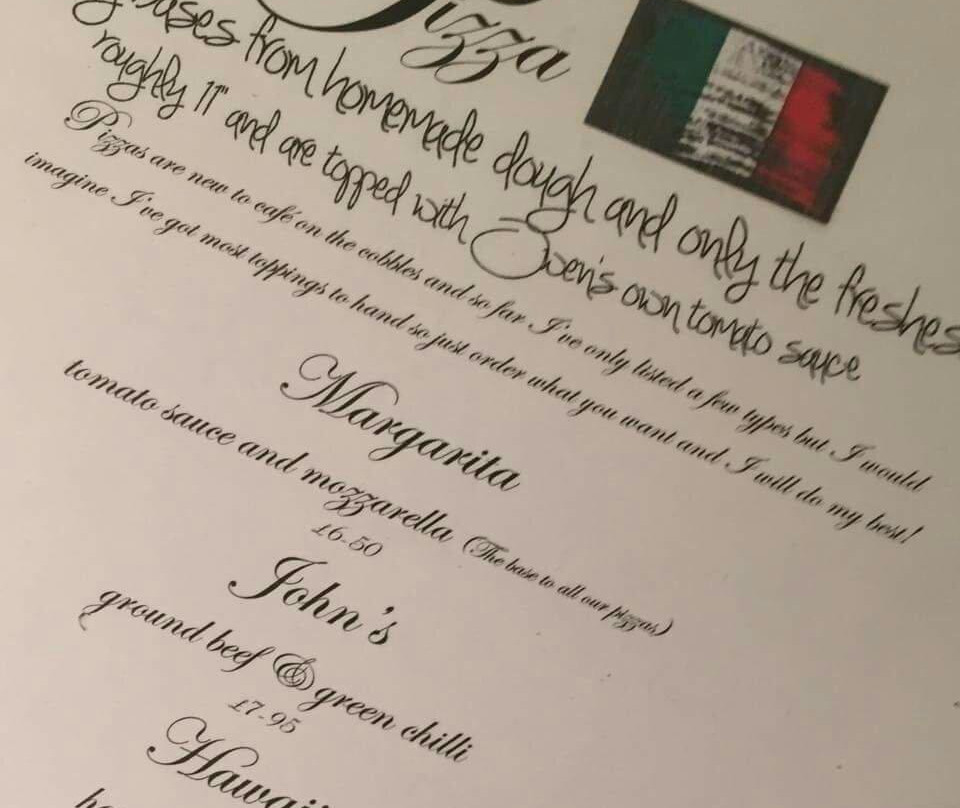 Pizza
bases from homemade dough and only the freshes
roughly 11" and are topped with Owen's own tomato sauce
Pizzas are new to café on the cobbles and so far I've only listed a few types but I would
imagine I've got most toppings to hand so just order what you want and I will do my best!
Margarita
tomato sauce and mozzarella (The base to all our pizzas)
£6-50
John's
ground beef & green chilli
£7-95
Hawaii